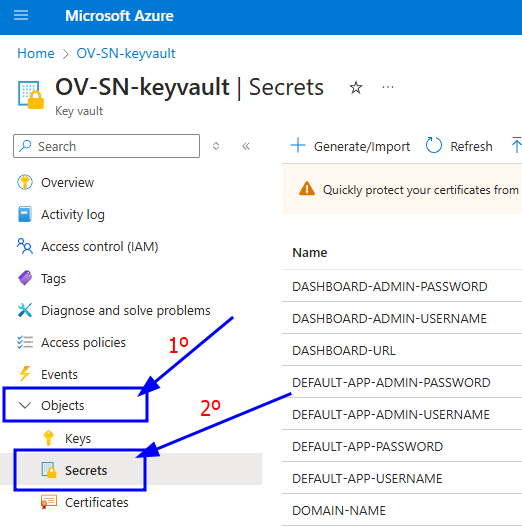 Microsoft Azure
Home > OV-SN-keyvault
OV-SN-keyvault | Secrets
Key vault
Search
Overview
Activity log
Access control (IAM)
Tags
Diagnose and solve problems
Access policies
Events
Objects
Keys
Secrets
Certificates
1º
2º
Generate/Import
Refresh
Quickly protect your certificates from
Name
DASHBOARD-ADMIN-PASSWORD
DASHBOARD-ADMIN-USERNAME
DASHBOARD-URL
DEFAULT-APP-ADMIN-PASSWORD
DEFAULT-APP-ADMIN-USERNAME
DEFAULT-APP-PASSWORD
DEFAULT-APP-USERNAME
DOMAIN-NAME